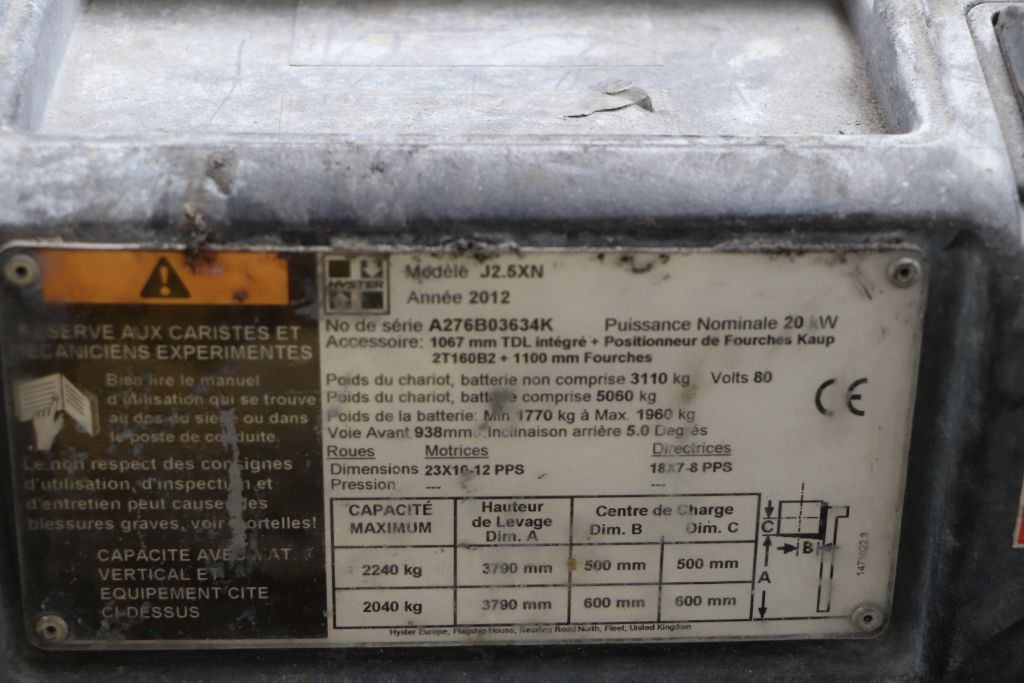 RESERVE AUX CARISTES ET
MECANICIENS EXPERIMENTES
Bien lire le manuel
d'utilisation qui se trouve
au dos du siège ou dans
le poste de conduite.
Le non respect des consignes
d'utilisation, d'inspection et
d'entretien peut causer des
blessures graves, voir mortelles!
CAPACITE AVEC MAT
VERTICAL ET
EQUIPEMENT CITE
CI-DESSUS
HYSTER
Modèle J2.5XN
Année 2012
No de série A276B03634K Puissance Nominale 20 kW
Accessoire: 1067 mm TDL intégré + Positionneur de Fourches Kaup
2T160B2 + 1100 mm Fourches
Poids du chariot, batterie non comprise 3110 kg Volts 80
Poids du chariot, batterie comprise 5060 kg
Poids de la batterie: Min 1770 kg à Max. 1960 kg
Voie Avant 938mm. Inclinaison arrière 5.0 Degrés
Roues Motrices Directrices
Dimensions 23X10-12 PPS 18X7-8 PPS
Pression --- ---
CAPACITÉ MAXIMUM Hauteur de Levage Dim. A Centre de Charge Dim. B Dim. C
2240 kg 3790 mm 500 mm 500 mm
2040 kg 3790 mm 600 mm 600 mm
C
B
A
CE
Hyster Europe, Flagship House, Reading Road North, Fleet, United Kingdom